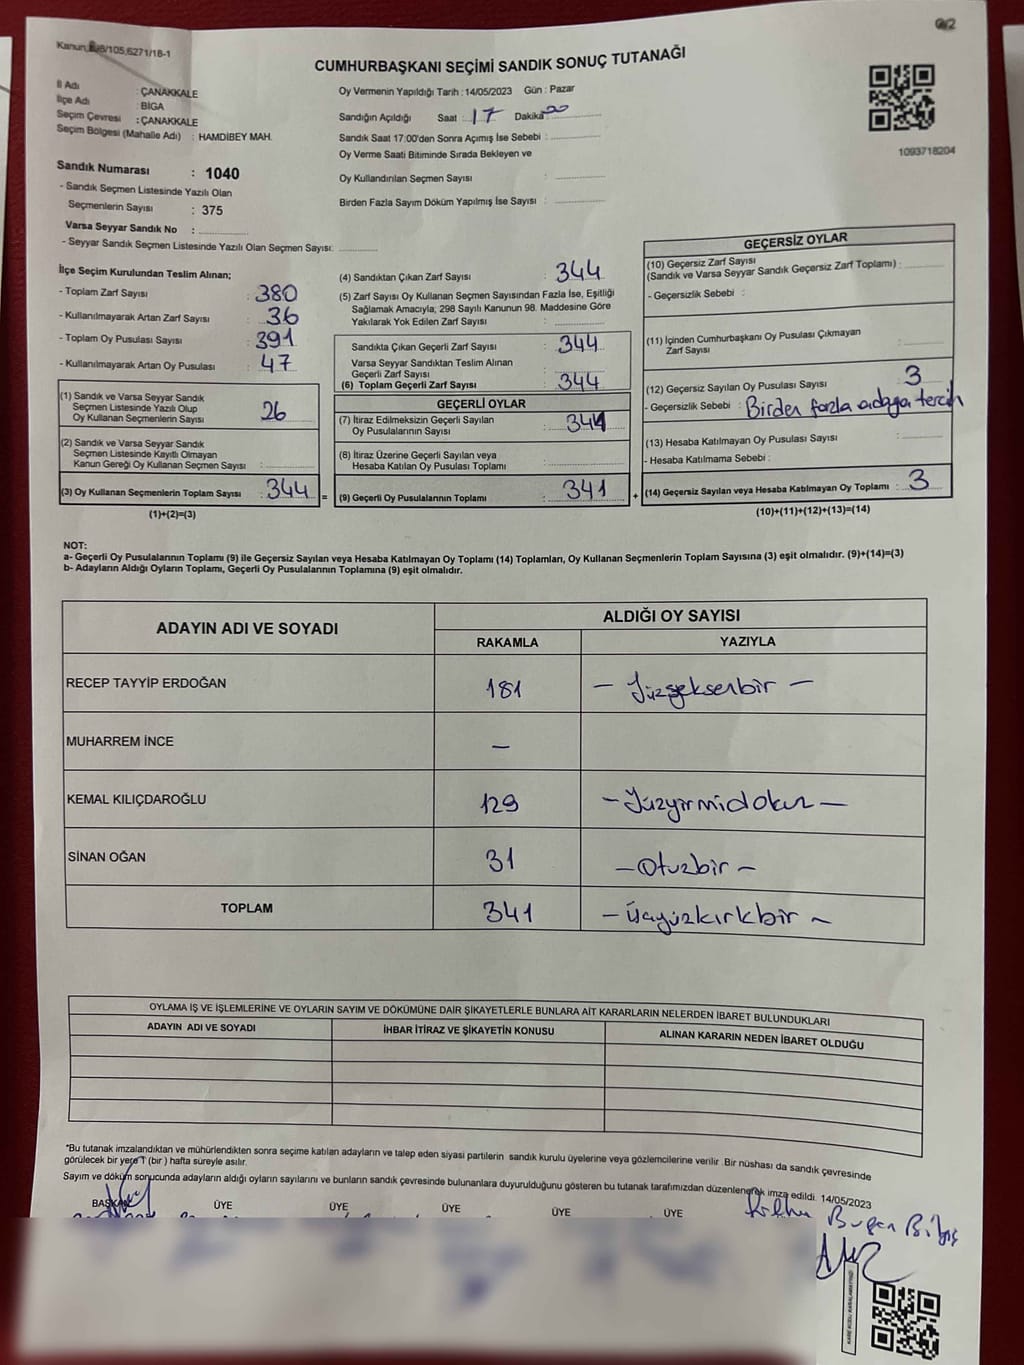 0/2
/105,6271/18-1
CUMHURBAŞKANI SEÇİMİ SANDIK SONUÇ TUTANAĞI
İl Adı : ÇANAKKALE
İlçe Adı : BİGA
Seçim Çevresi : ÇANAKKALE
Seçim Bölgesi (Mahalle Adı) : HAMDİBEY MAH.
Oy Vermenin Yapıldığı Tarih : 14/05/2023 Gün : Pazar
Sandığın Açıldığı Saat : 17 Dakika
Sandık Saat 17:00'den Sonra Açımış İse Sebebi :
Oy Verme Saati Bitiminde Sırada Bekleyen ve
Oy Kullandırılan Seçmen Sayısı :
Birden Fazla Sayım Döküm Yapılmış İse Sayısı :
1093718204
Sandık Numarası : 1040
- Sandık Seçmen Listesinde Yazılı Olan
Seçmenlerin Sayısı : 375
Varsa Seyyar Sandık No :
- Seyyar Sandık Seçmen Listesinde Yazılı Olan Seçmen Sayısı:
İlçe Seçim Kurulundan Teslim Alınan;
- Toplam Zarf Sayısı : 380
- Kullanılmayarak Artan Zarf Sayısı : 36
- Toplam Oy Pusulası Sayısı : 391
- Kullanılmayarak Artan Oy Pusulası : 47
(1) Sandık ve Varsa Seyyar Sandık
Seçmen Listesinde Yazılı Olup
Oy Kullanan Seçmenlerin Sayısı : 26
(2) Sandık ve Varsa Seyyar Sandık
Seçmen Listesinde Kayıtlı Olmayan
Kanun Gereği Oy Kullanan Seçmen Sayısı :
(3) Oy Kullanan Seçmenlerin Toplam Sayısı : 344 =
(1)+(2)=(3)
(4) Sandıktan Çıkan Zarf Sayısı : 344
(5) Zarf Sayısı Oy Kullanan Seçmen Sayısından Fazla İse, Eşitliği
Sağlamak Amacıyla, 298 Sayılı Kanunun 98. Maddesine Göre
Yakılarak Yok Edilen Zarf Sayısı :
Sandıkta Çıkan Geçerli Zarf Sayısı : 344
Varsa Seyyar Sandıktan Teslim Alınan
Geçerli Zarf Sayısı :
(6) Toplam Geçerli Zarf Sayısı : 344
GEÇERLİ OYLAR
(7) İtiraz Edilmeksizin Geçerli Sayılan
Oy Pusulalarının Sayısı :
(8) İtiraz Üzerine Geçerli Sayılan veya
Hesaba Katılan Oy Pusulası Toplamı :
(9) Geçerli Oy Pusulalarının Toplamı : 341 +
GEÇERSİZ OYLAR
(10) Geçersiz Zarf Sayısı
(Sandık ve Varsa Seyyar Sandık Geçersiz Zarf Toplamı) :
- Geçersizlik Sebebi :
(11) İçinden Cumhurbaşkanı Oy Pusulası Çıkmayan
Zarf Sayısı :
(12) Geçersiz Sayılan Oy Pusulası Sayısı : 3
- Geçersizlik Sebebi : Birden fazla adaya tercih
(13) Hesaba Katılmayan Oy Pusulası Sayısı :
- Hesaba Katılmama Sebebi :
(14) Geçersiz Sayılan veya Hesaba Katılmayan Oy Toplamı : 3
(10)+(11)+(12)+(13)=(14)
NOT:
a- Geçerli Oy Pusulalarının Toplamı (9) ile Geçersiz Sayılan veya Hesaba Katılmayan Oy Toplamı (14) Toplamları, Oy Kullanan Seçmenlerin Toplam Sayısına (3) eşit olmalıdır. (9)+(14)=(3)
b- Adayların Aldığı Oyların Toplamı, Geçerli Oy Pusulalarının Toplamına (9) eşit olmalıdır.
ADAYIN ADI VE SOYADI ALDIĞI OY SAYISI
RAKAMLA YAZIYLA
RECEP TAYYİP ERDOĞAN 181 - Yüzseksenbir -
MUHARREM İNCE -
KEMAL KILIÇDAROĞLU 129 - Yüzyirmidokuz -
SİNAN OĞAN 31 - Otuzbir -
TOPLAM 341 - Üçyüzkırkbir -
OYLAMA İŞ VE İŞLEMLERİNE VE OYLARIN SAYIM VE DÖKÜMÜNE DAİR ŞİKAYETLERLE BUNLARA AİT KARARLARIN NELERDEN İBARET BULUNDUKLARI
ADAYIN ADI VE SOYADI İHBAR İTİRAZ VE ŞİKAYETİN KONUSU ALINAN KARARIN NEDEN İBARET OLDUĞU
"Bu tutanak imzalandıktan ve mühürlendikten sonra seçime katılan adayların ve talep eden siyasi partilerin sandık kurulu üyelerine veya gözlemcilerine verilir .Bir nüshası da sandık çevresinde
görülecek bir yere 1 (bir ) hafta süreyle asılır.
Sayım ve döküm sonucunda adayların aldığı oyların sayılarını ve bunların sandık çevresinde bulunanlara duyurulduğunu gösteren bu tutanak tarafımızdan düzenlenerek imza edildi. 14/05/2023
BAŞKAN ÜYE ÜYE ÜYE ÜYE ÜYE